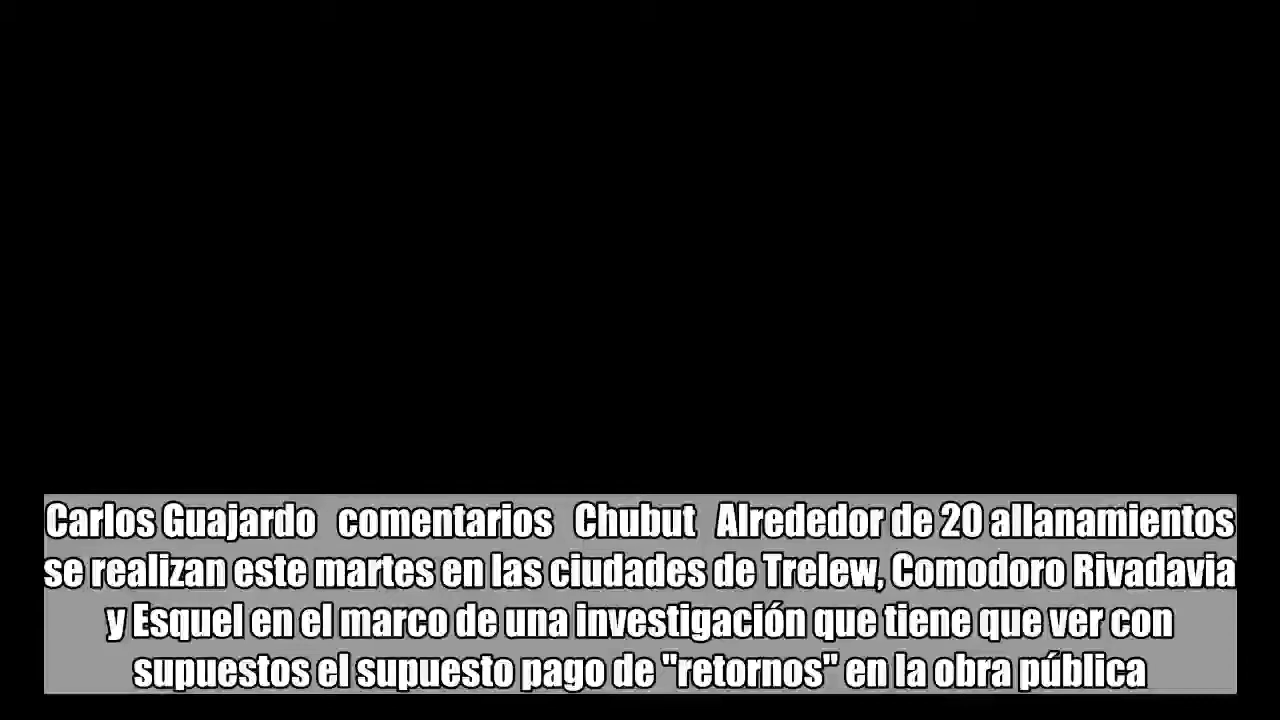 Carlos Guajardo comentarios Chubut Alrededor de 20 allanamientos
se realizan este martes en las ciudades de Trelew, Comodoro Rivadavia
y Esquel en el marco de una investigación que tiene que ver con
supuestos el supuesto pago de "retornos" en la obra pública